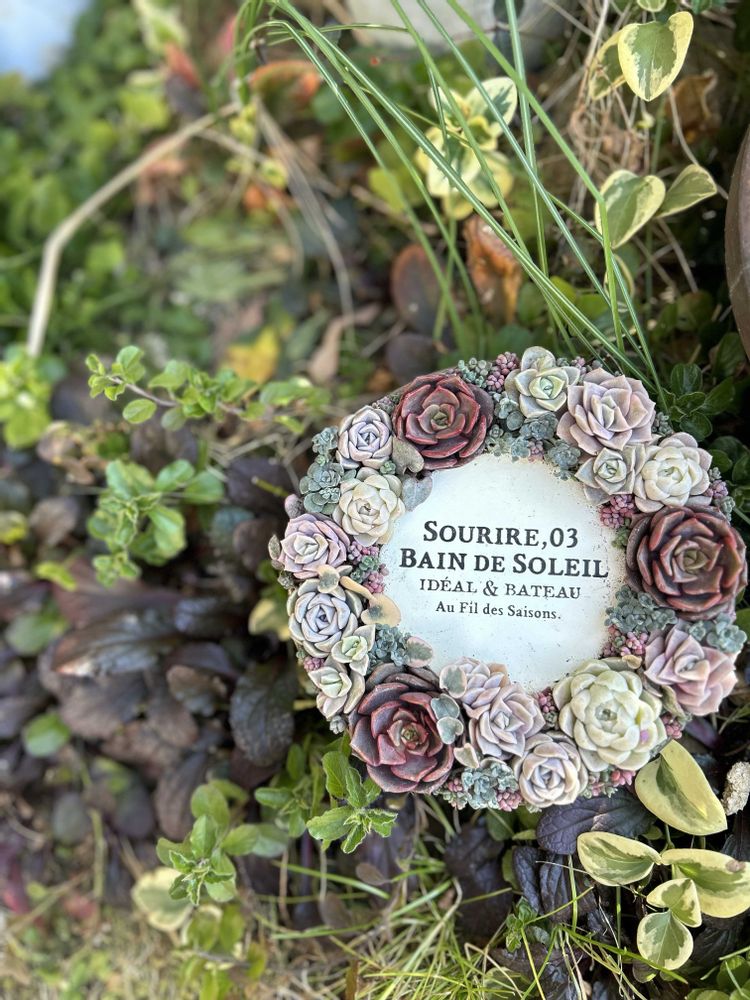 SOURIRE,03
BAIN DE SOLEIL
IDÉAL & BATEAU
Au Fil des Saisons.